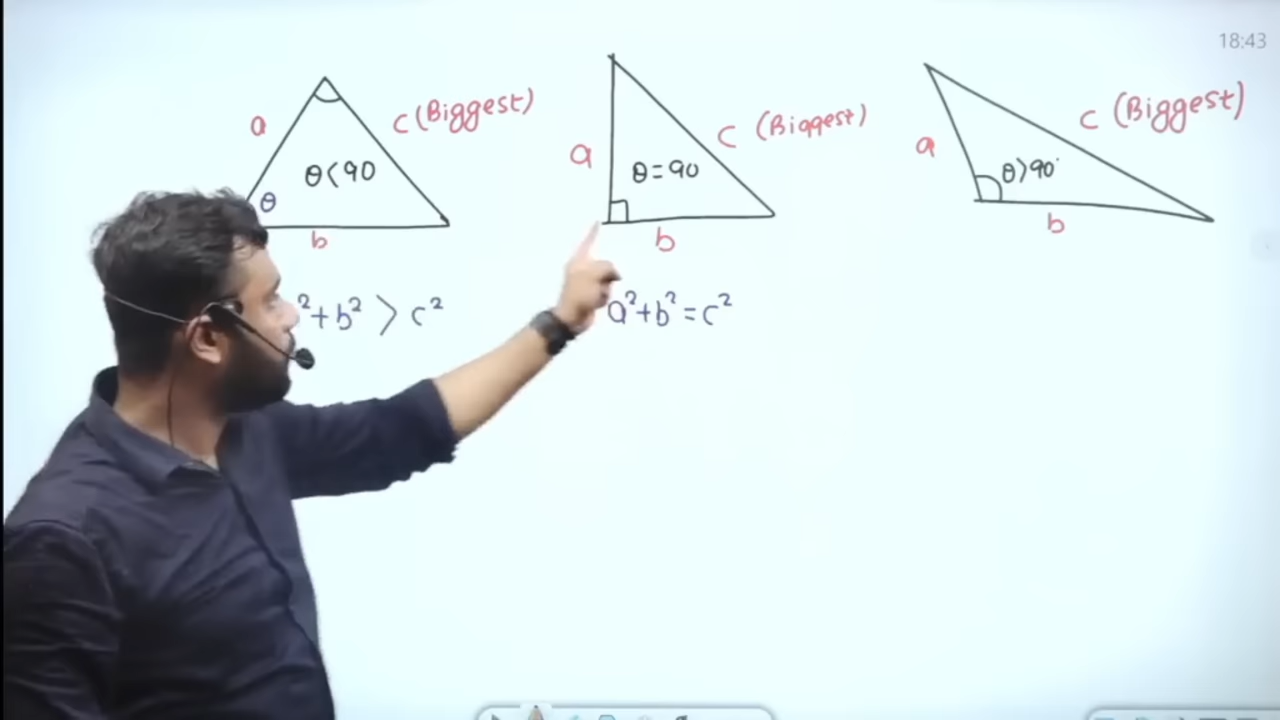 18:43
a
c (Biggest)
θ<90
θ
b
a
c (Biggest)
θ=90
b
a
c (Biggest)
θ>90°
b
²+b² > c²
a²+b²=c²